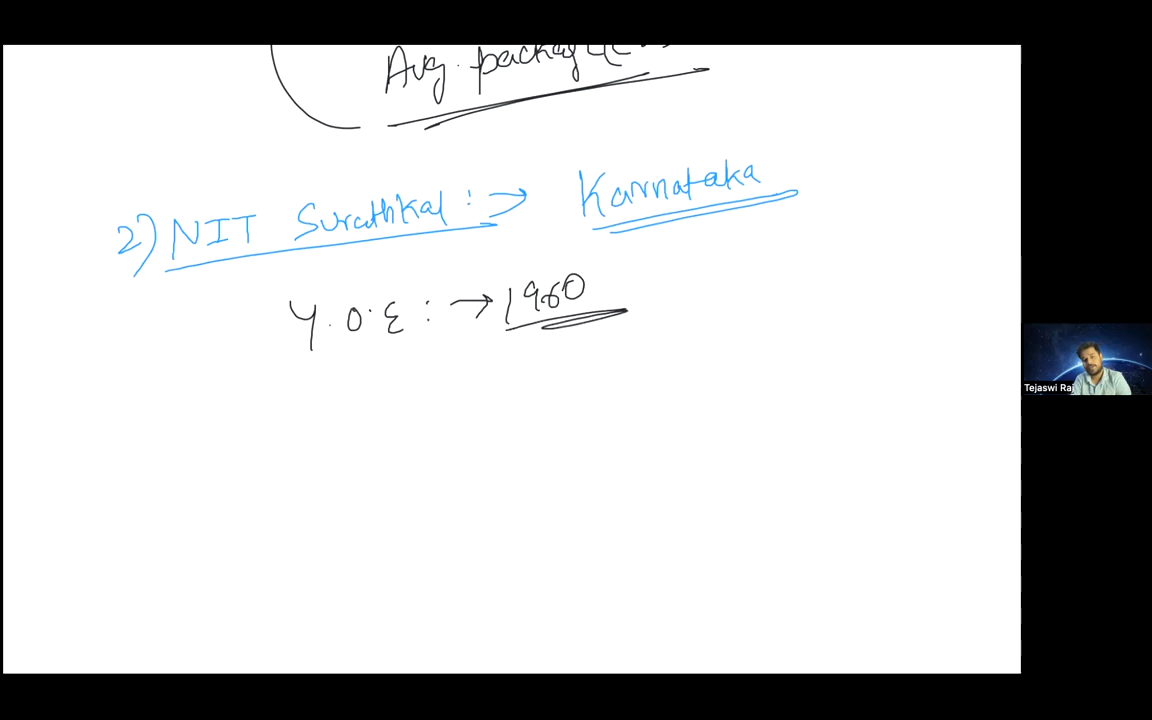 Avg. package
2) NIT Surathkal :→ Karnataka
Y.O.E : → 1960
Tejaswi Raj